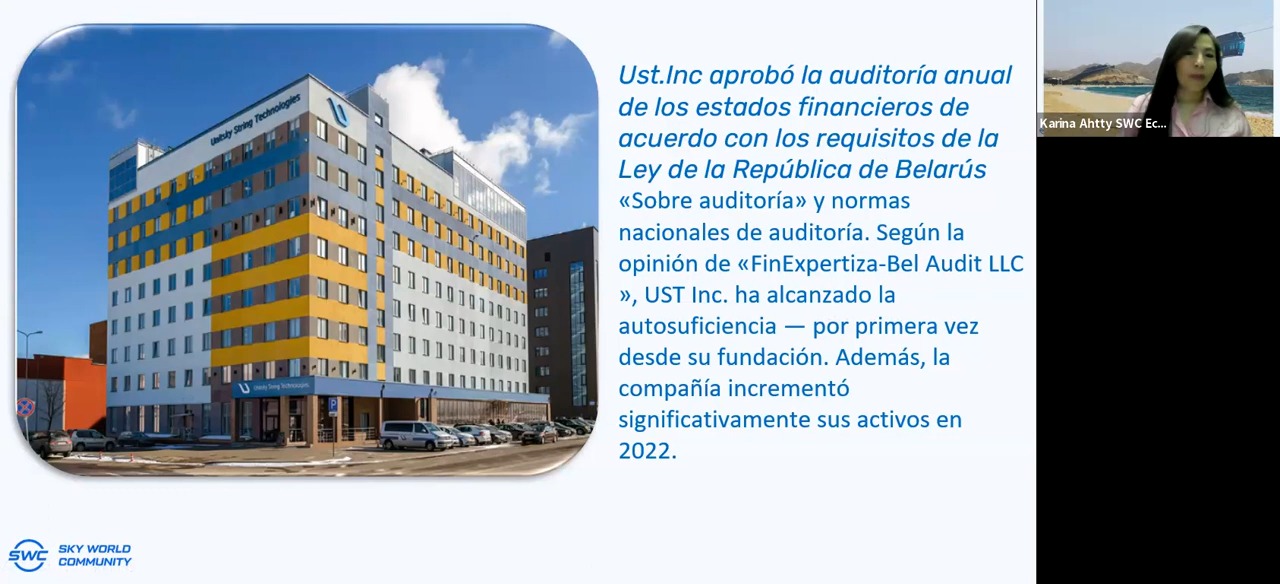 Unitsky String Technologies
Unitsky String Technologies
P
Ust.Inc aprobó la auditoría anual
de los estados financieros de
acuerdo con los requisitos de la
Ley de la República de Belarús
«Sobre auditoría» y normas
nacionales de auditoría. Según la
opinión de «FinExpertiza-Bel Audit LLC
», UST Inc. ha alcanzado la
autosuficiencia — por primera vez
desde su fundación. Además, la
compañía incrementó
significativamente sus activos en
2022.
Karina Ahtty SWC Ec...
SWC SKY WORLD
COMMUNITY